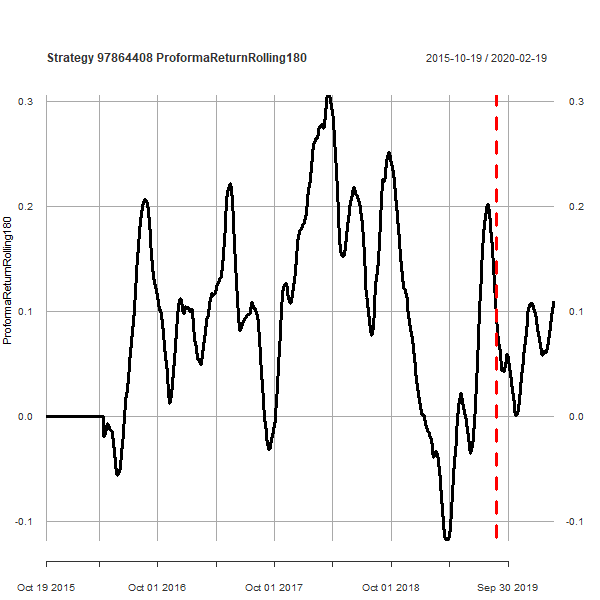 Strategy 97864408 ProformaReturnRolling180 2015-10-19 / 2020-02-19
0.3 0.3
0.2 0.2
0.1 0.1
0.0 0.0
-0.1 -0.1
ProformaReturnRolling180
Oct 19 2015 Oct 01 2016 Oct 01 2017 Oct 01 2018 Sep 30 2019